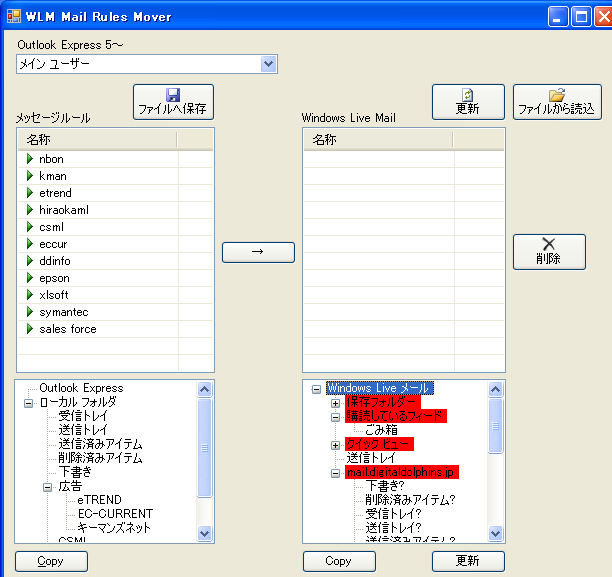 WLM Mail Rules Mover
Outlook Express 5～
メイン ユーザー
ファイルへ保存
更新
ファイルから読込
メッセージルール
Windows Live Mail
名称
名称
nbon
kman
etrend
hiraokaml
csml
eccur
ddinfo
epson
xlsoft
symantec
sales force
→
削除
Outlook Express
ローカル フォルダ
受信トレイ
送信トレイ
送信済みアイテム
削除済みアイテム
下書き
広告
eTREND
EC-CURRENT
キーマンズネット
CSML
Windows Live メール
保存フォルダー
購読しているフィード
ごみ箱
クイック ビュー
送信トレイ
mail.digitaldolphins.jp
下書き?
削除済みアイテム?
受信トレイ?
送信トレイ?
送信済みアイテム?
Copy
Copy
更新